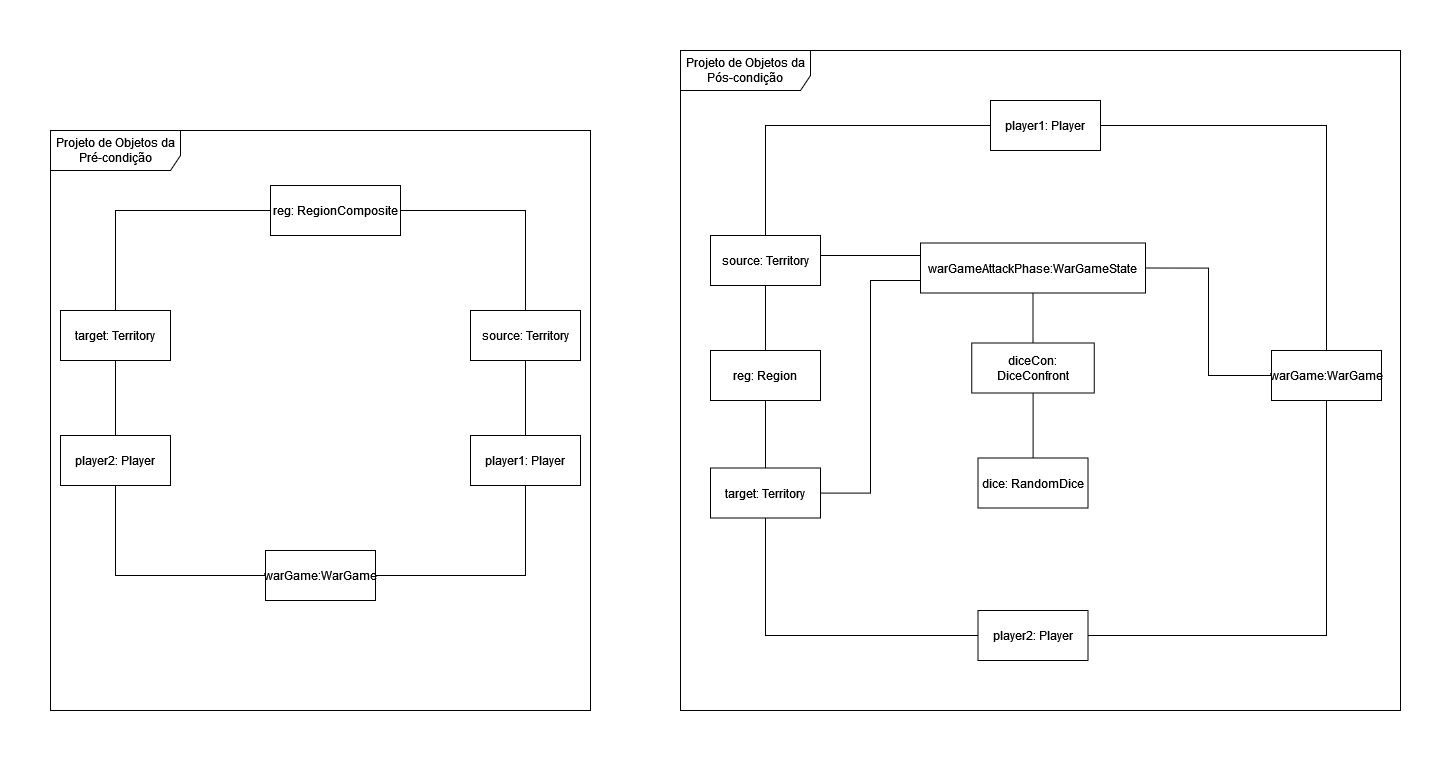 Projeto de Objetos da
Pré-condição
reg: RegionComposite
target: Territory
source: Territory
player2: Player
player1: Player
warGame:WarGame
Projeto de Objetos da
Pós-condição
player1: Player
source: Territory
warGameAttackPhase:WarGameState
reg: Region
diceCon:
DiceConfront
warGame:WarGame
target: Territory
dice: RandomDice
player2: Player